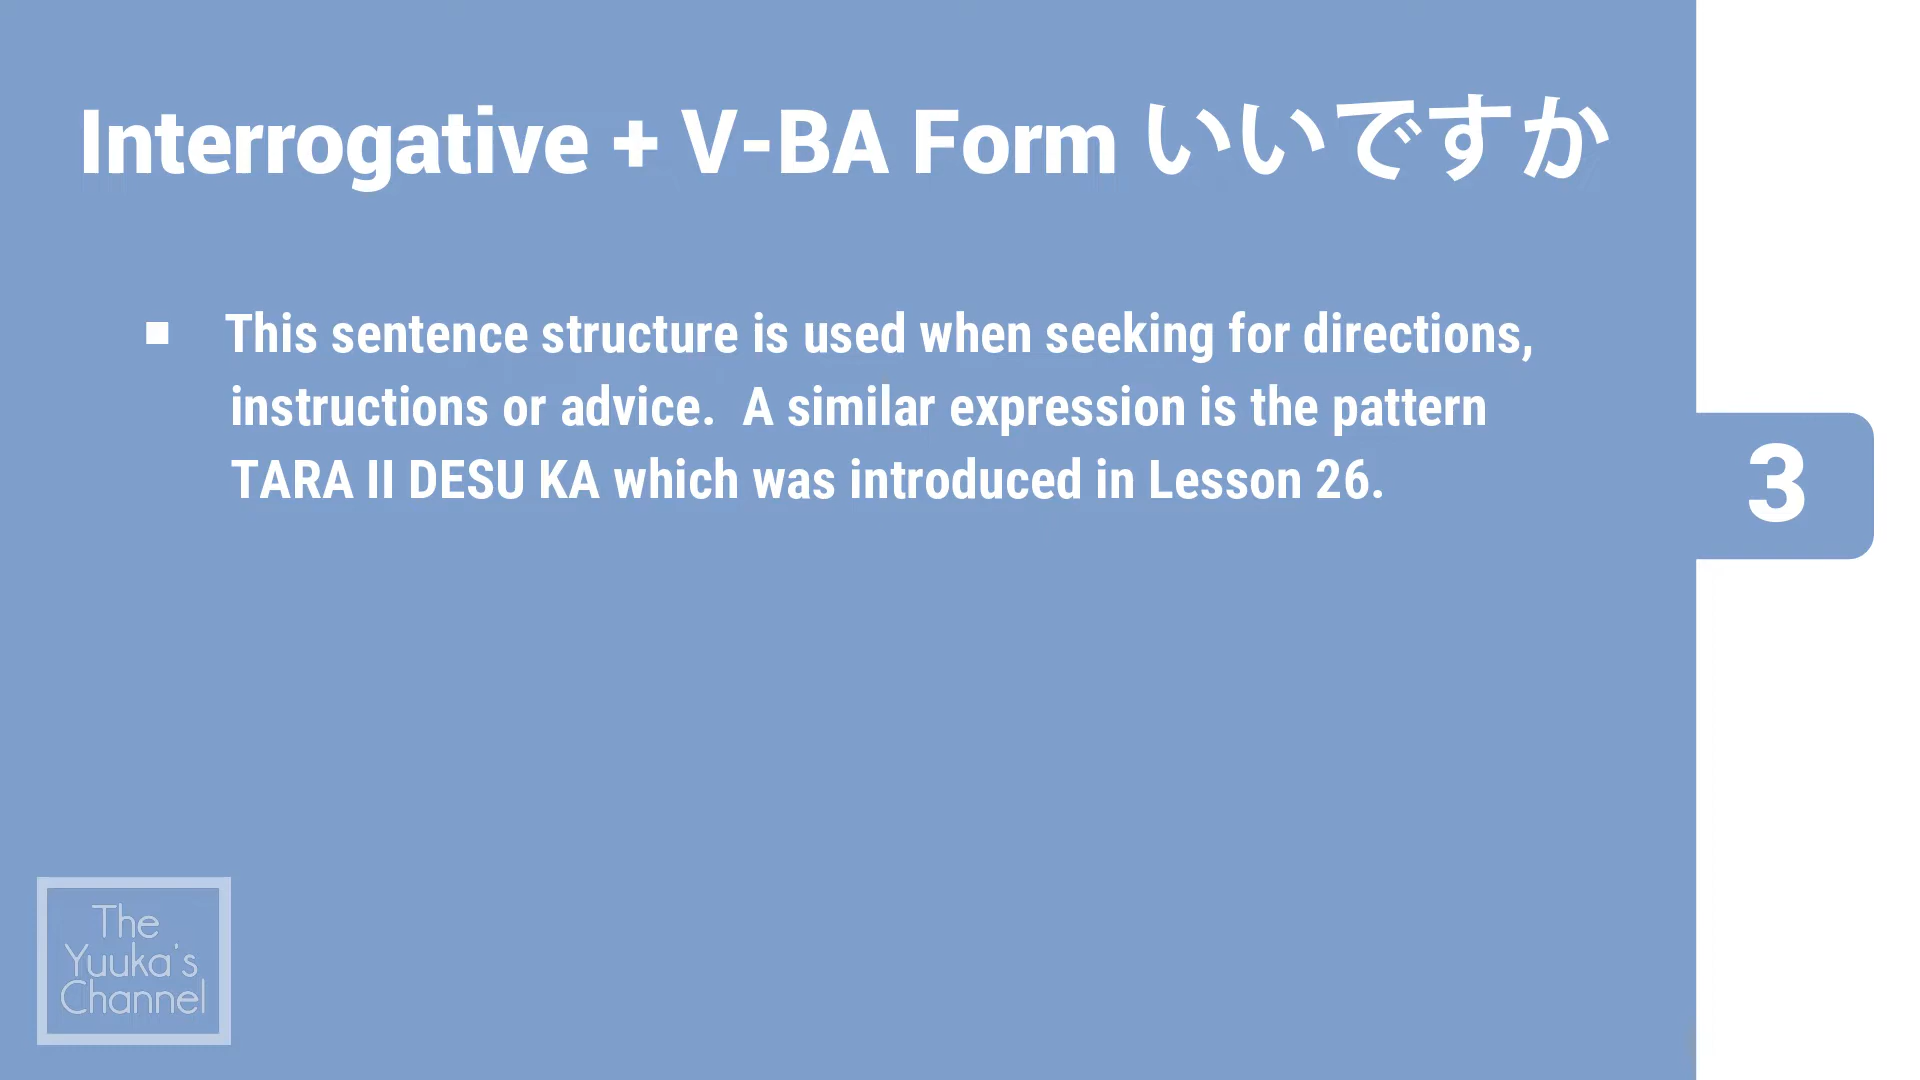 Interrogative + V-BA Form いいですか
■ This sentence structure is used when seeking for directions,
instructions or advice.  A similar expression is the pattern
TARA II DESU KA which was introduced in Lesson 26.
3
The
Yuuka's
Channel